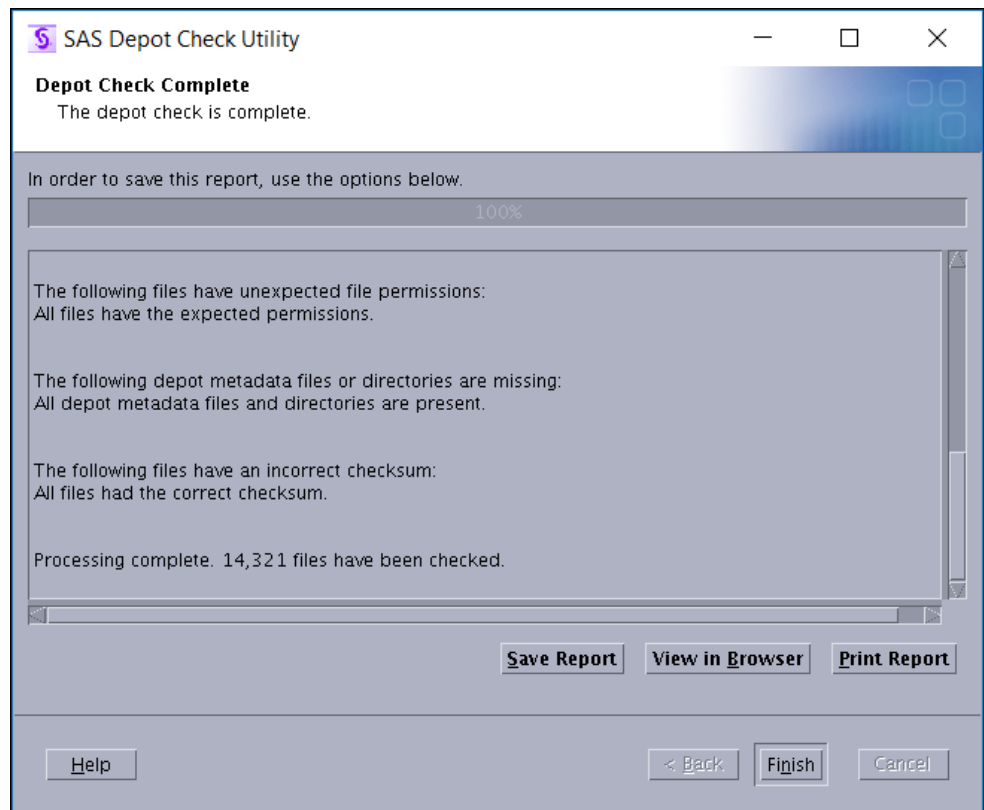 SAS Depot Check Utility
Depot Check Complete
The depot check is complete.
In order to save this report, use the options below.
100%
The following files have unexpected file permissions:
All files have the expected permissions.
The following depot metadata files or directories are missing:
All depot metadata files and directories are present.
The following files have an incorrect checksum:
All files had the correct checksum.
Processing complete. 14,321 files have been checked.
Save Report View in Browser Print Report
Help < Back Finish Cancel